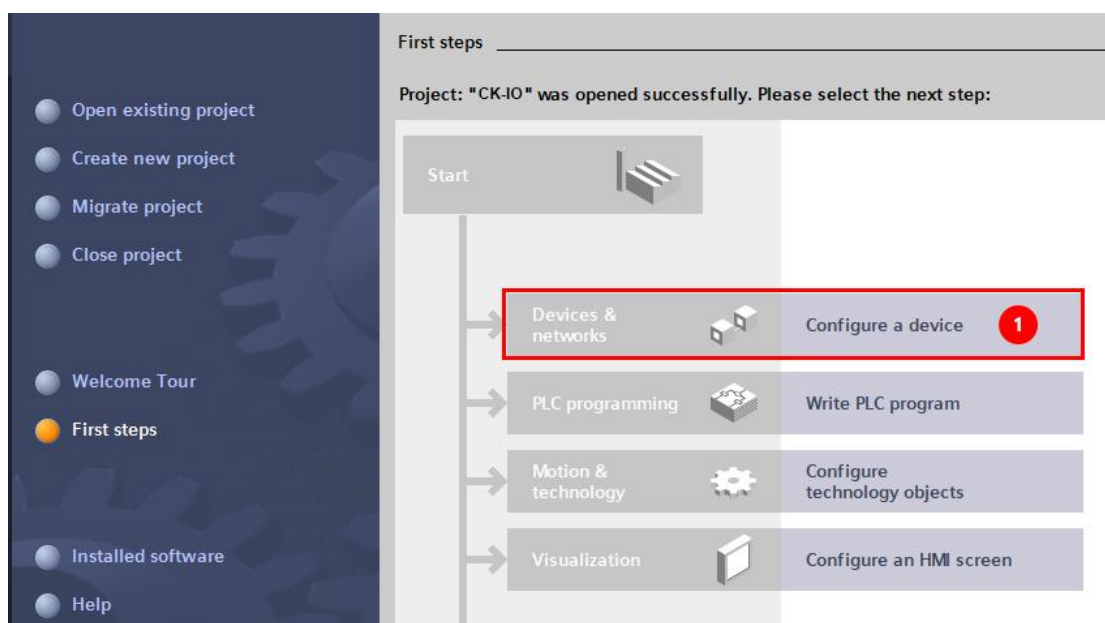 First steps
Project: "CK-IO" was opened successfully. Please select the next step:
Open existing project
Create new project
Migrate project
Close project
Welcome Tour
First steps
Installed software
Help
Start
Devices &
networks
Configure a device
1
PLC programming
Write PLC program
Motion &
technology
Configure
technology objects
Visualization
Configure an HMI screen